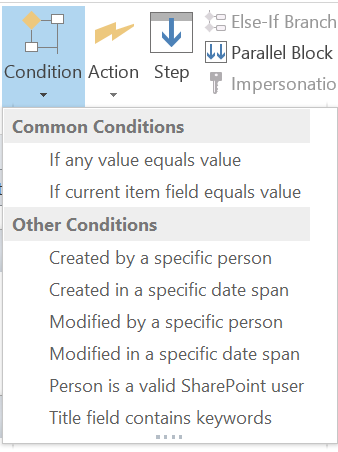 Condition
Action
Step
Else-If Branch
Parallel Block
Impersonatio
Common Conditions
If any value equals value
If current item field equals value
Other Conditions
Created by a specific person
Created in a specific date span
Modified by a specific person
Modified in a specific date span
Person is a valid SharePoint user
Title field contains keywords